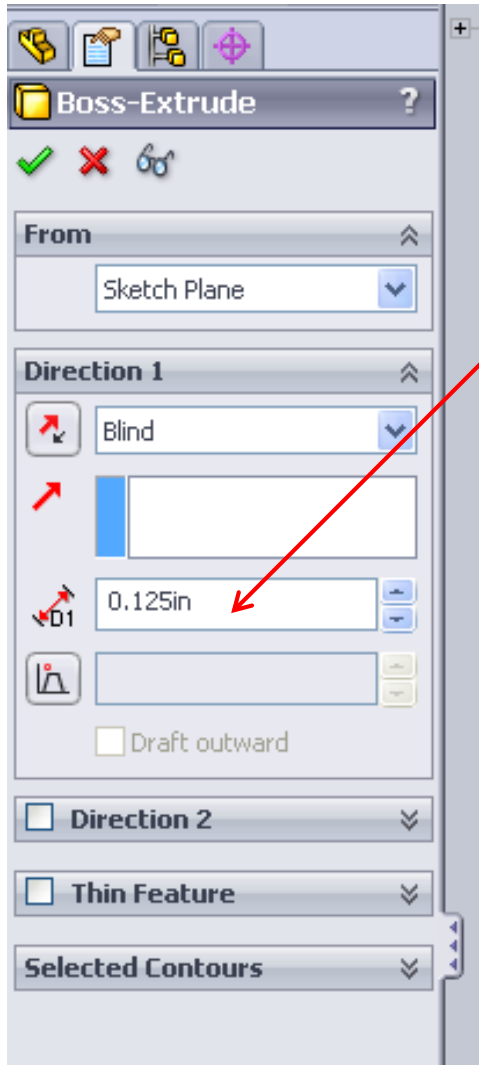 Boss-Extrude ?
From
Sketch Plane
Direction 1
Blind
D1 0.125in
Draft outward
Direction 2
Thin Feature
Selected Contours